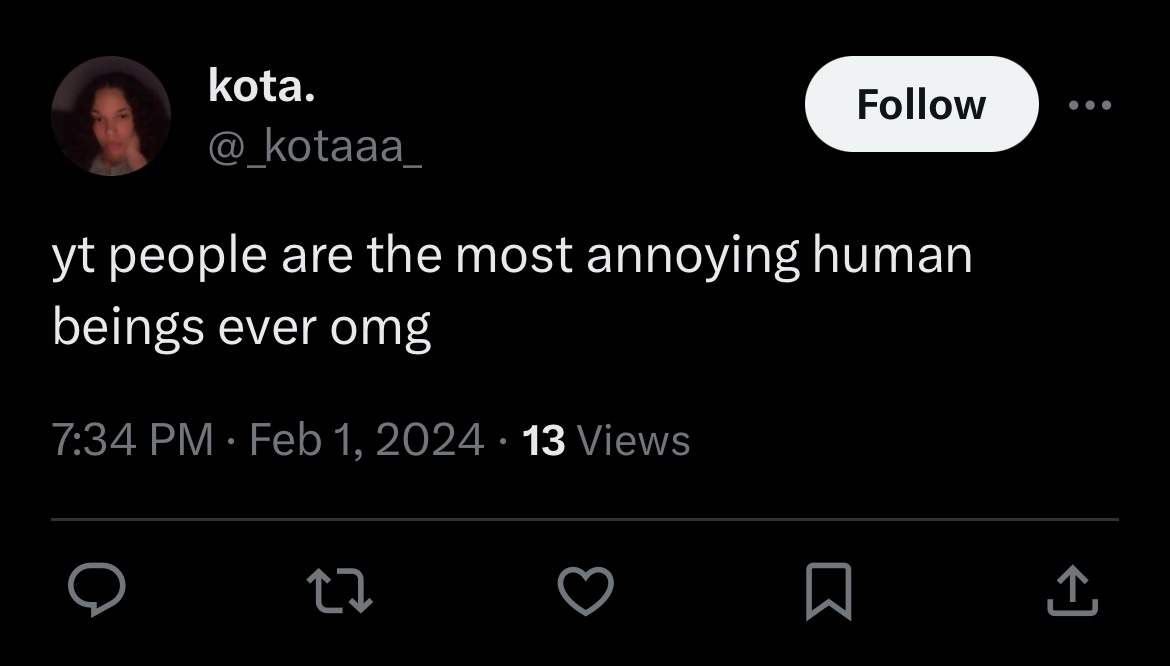 kota.
@_kotaaa_
Follow
yt people are the most annoying human
beings ever omg
7:34 PM · Feb 1, 2024 · 13 Views